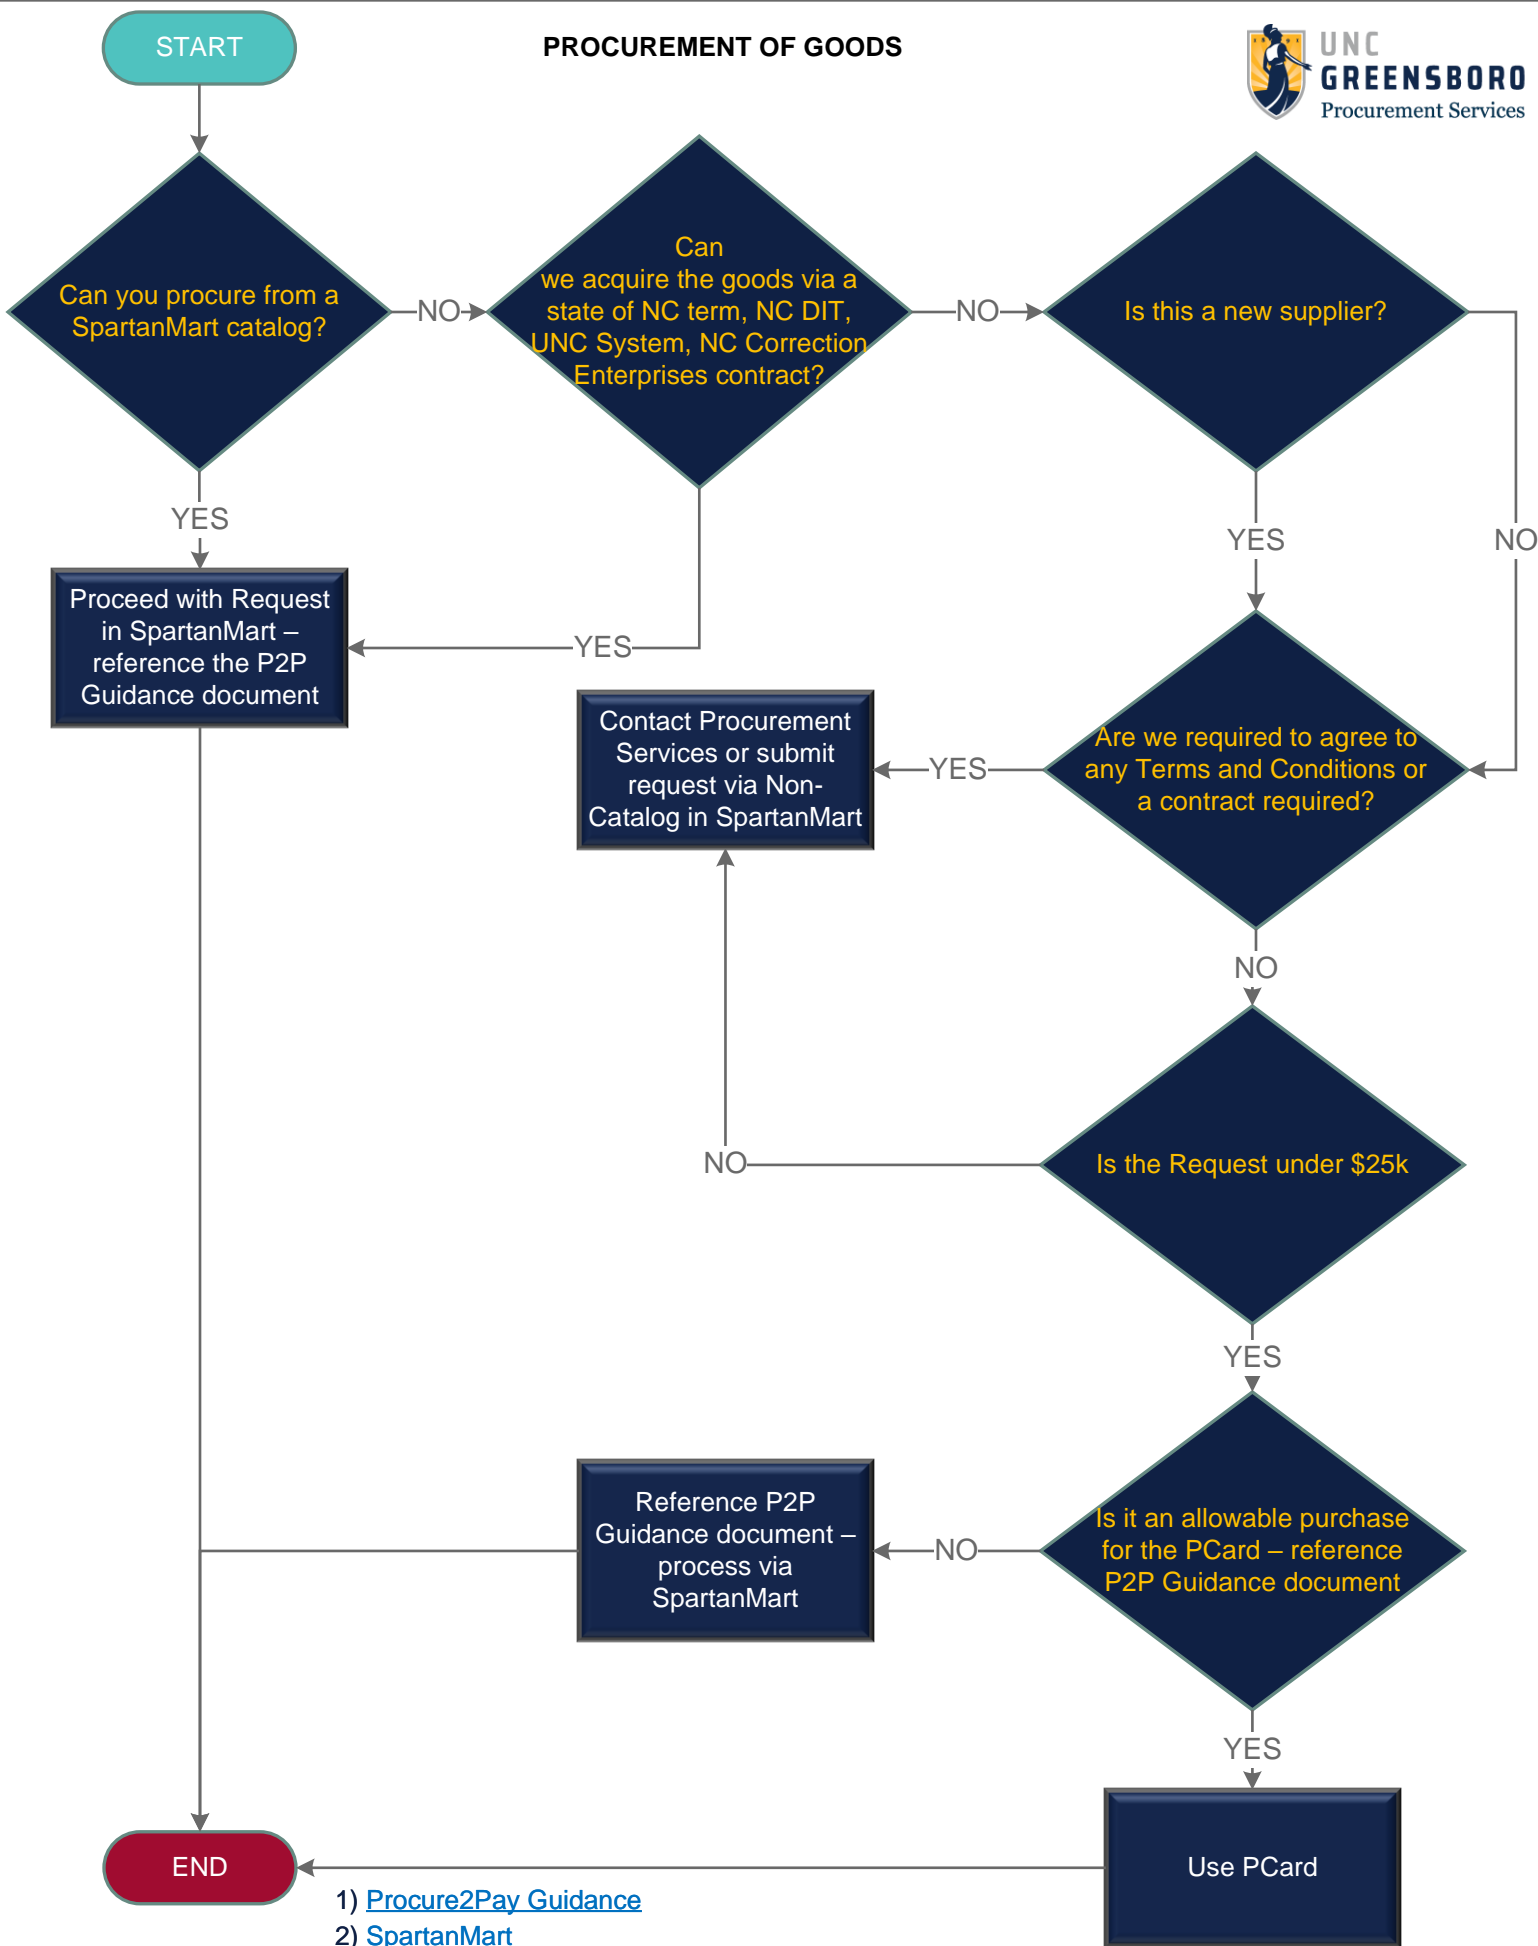 START
PROCUREMENT OF GOODS
UNC
GREENSBORO
Procurement Services
Can you procure from a
SpartanMart catalog?
NO
Can
we acquire the goods via a
state of NC term, NC DIT,
UNC System, NC Correction
Enterprises contract?
NO
Is this a new supplier?
YES
YES
NO
Proceed with Request
in SpartanMart –
reference the P2P
Guidance document
YES
Contact Procurement
Services or submit
request via Non-
Catalog in SpartanMart
YES
Are we required to agree to
any Terms and Conditions or
a contract required?
NO
NO
Is the Request under $25k
YES
Reference P2P
Guidance document –
process via
SpartanMart
NO
Is it an allowable purchase
for the PCard – reference
P2P Guidance document
YES
END
Use PCard
1) Procure2Pay Guidance
2) SpartanMart